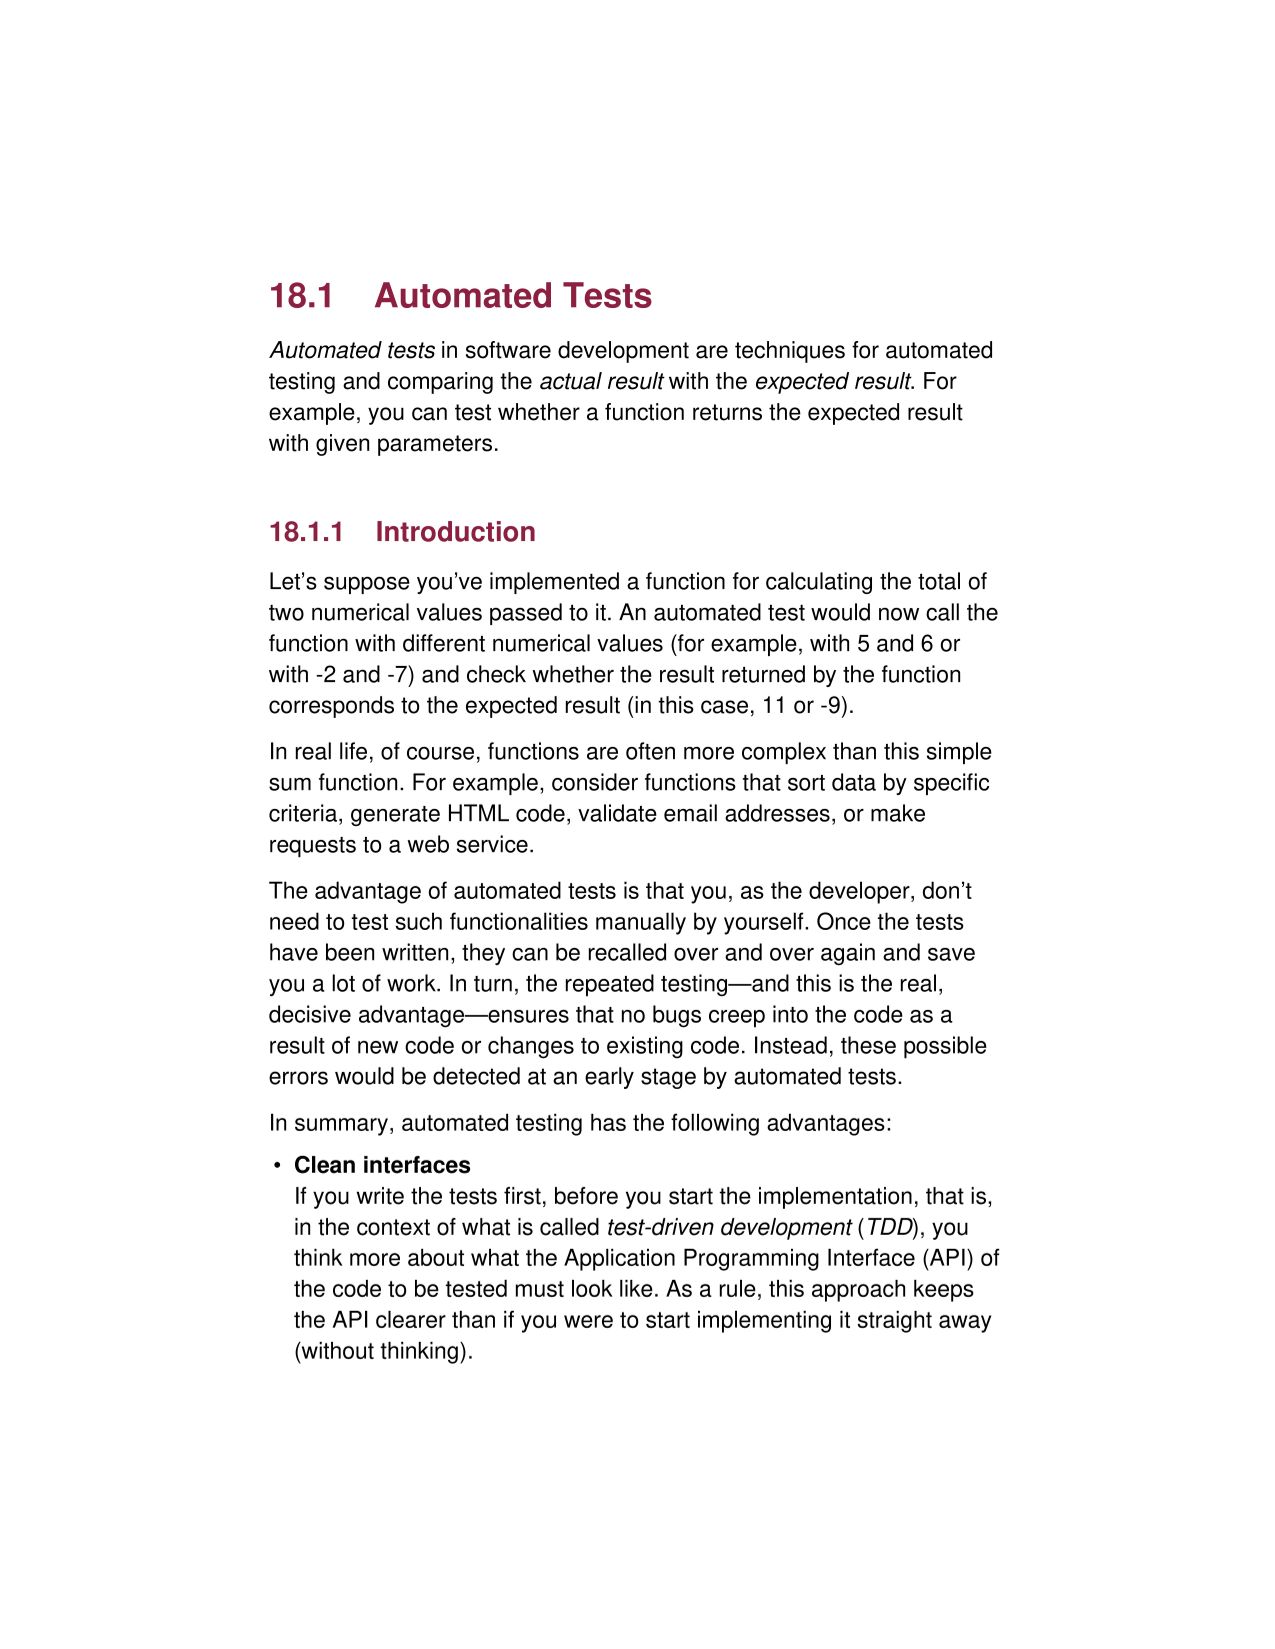 18.1 Automated Tests
Automated tests in software development are techniques for automated
testing and comparing the actual result with the expected result. For
example, you can test whether a function returns the expected result
with given parameters.
18.1.1 Introduction
Let’s suppose you’ve implemented a function for calculating the total of
two numerical values passed to it. An automated test would now call the
function with different numerical values (for example, with 5 and 6 or
with -2 and -7) and check whether the result returned by the function
corresponds to the expected result (in this case, 11 or -9).
In real life, of course, functions are often more complex than this simple
sum function. For example, consider functions that sort data by specific
criteria, generate HTML code, validate email addresses, or make
requests to a web service.
The advantage of automated tests is that you, as the developer, don’t
need to test such functionalities manually by yourself. Once the tests
have been written, they can be recalled over and over again and save
you a lot of work. In turn, the repeated testing—and this is the real,
decisive advantage—ensures that no bugs creep into the code as a
result of new code or changes to existing code. Instead, these possible
errors would be detected at an early stage by automated tests.
In summary, automated testing has the following advantages:
• Clean interfaces
If you write the tests first, before you start the implementation, that is,
in the context of what is called test-driven development (TDD), you
think more about what the Application Programming Interface (API) of
the code to be tested must look like. As a rule, this approach keeps
the API clearer than if you were to start implementing it straight away
(without thinking).